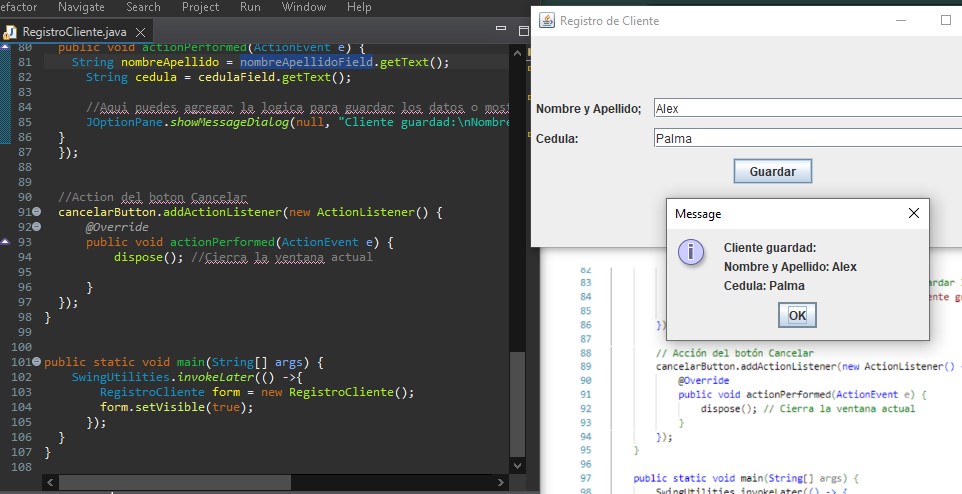 efactor Navigate Search Project Run Window Help
RegistroCliente.java
80 public void actionPerformed(ActionEvent e) {
81 String nombreApellido = nombreApellidoField.getText();
82 String cedula = cedulaField.getText();
83
84 //Aqui puedes agregar la logica para guardar los datos o mos
85 JOptionPane.showMessageDialog(null, "Cliente guardad:\nNombre
86 }
87 });
88
89
90 //Action del boton Cancelar
91 cancelarButton.addActionListener(new ActionListener() {
92 @Override
93 public void actionPerformed(ActionEvent e) {
94 dispose(); //Cierra la ventana actual
95
96 }
97 });
98 }
99
100
101 public static void main(String[] args) {
102 SwingUtilities.invokeLater(() ->{
103 RegistroCliente form = new RegistroCliente();
104 form.setVisible(true);
105 });
106 }
107 }
108
Registro de Cliente
Nombre y Apellido; Alex
Cedula: Palma
Guardar
Message
Cliente guardad:
Nombre y Apellido: Alex
Cedula: Palma
OK
82
83 ardar
84 ente
85
86 })
87
88 // Acción del botón Cancelar
89 cancelarButton.addActionListener(new ActionListener()
90 @Override
91 public void actionPerformed(ActionEvent e) {
92 dispose(); // Cierra la ventana actual
93 }
94 });
95 }
96
97 public static void main(String[] args) {
98 SwingUtilities.invokeLater(() -> {